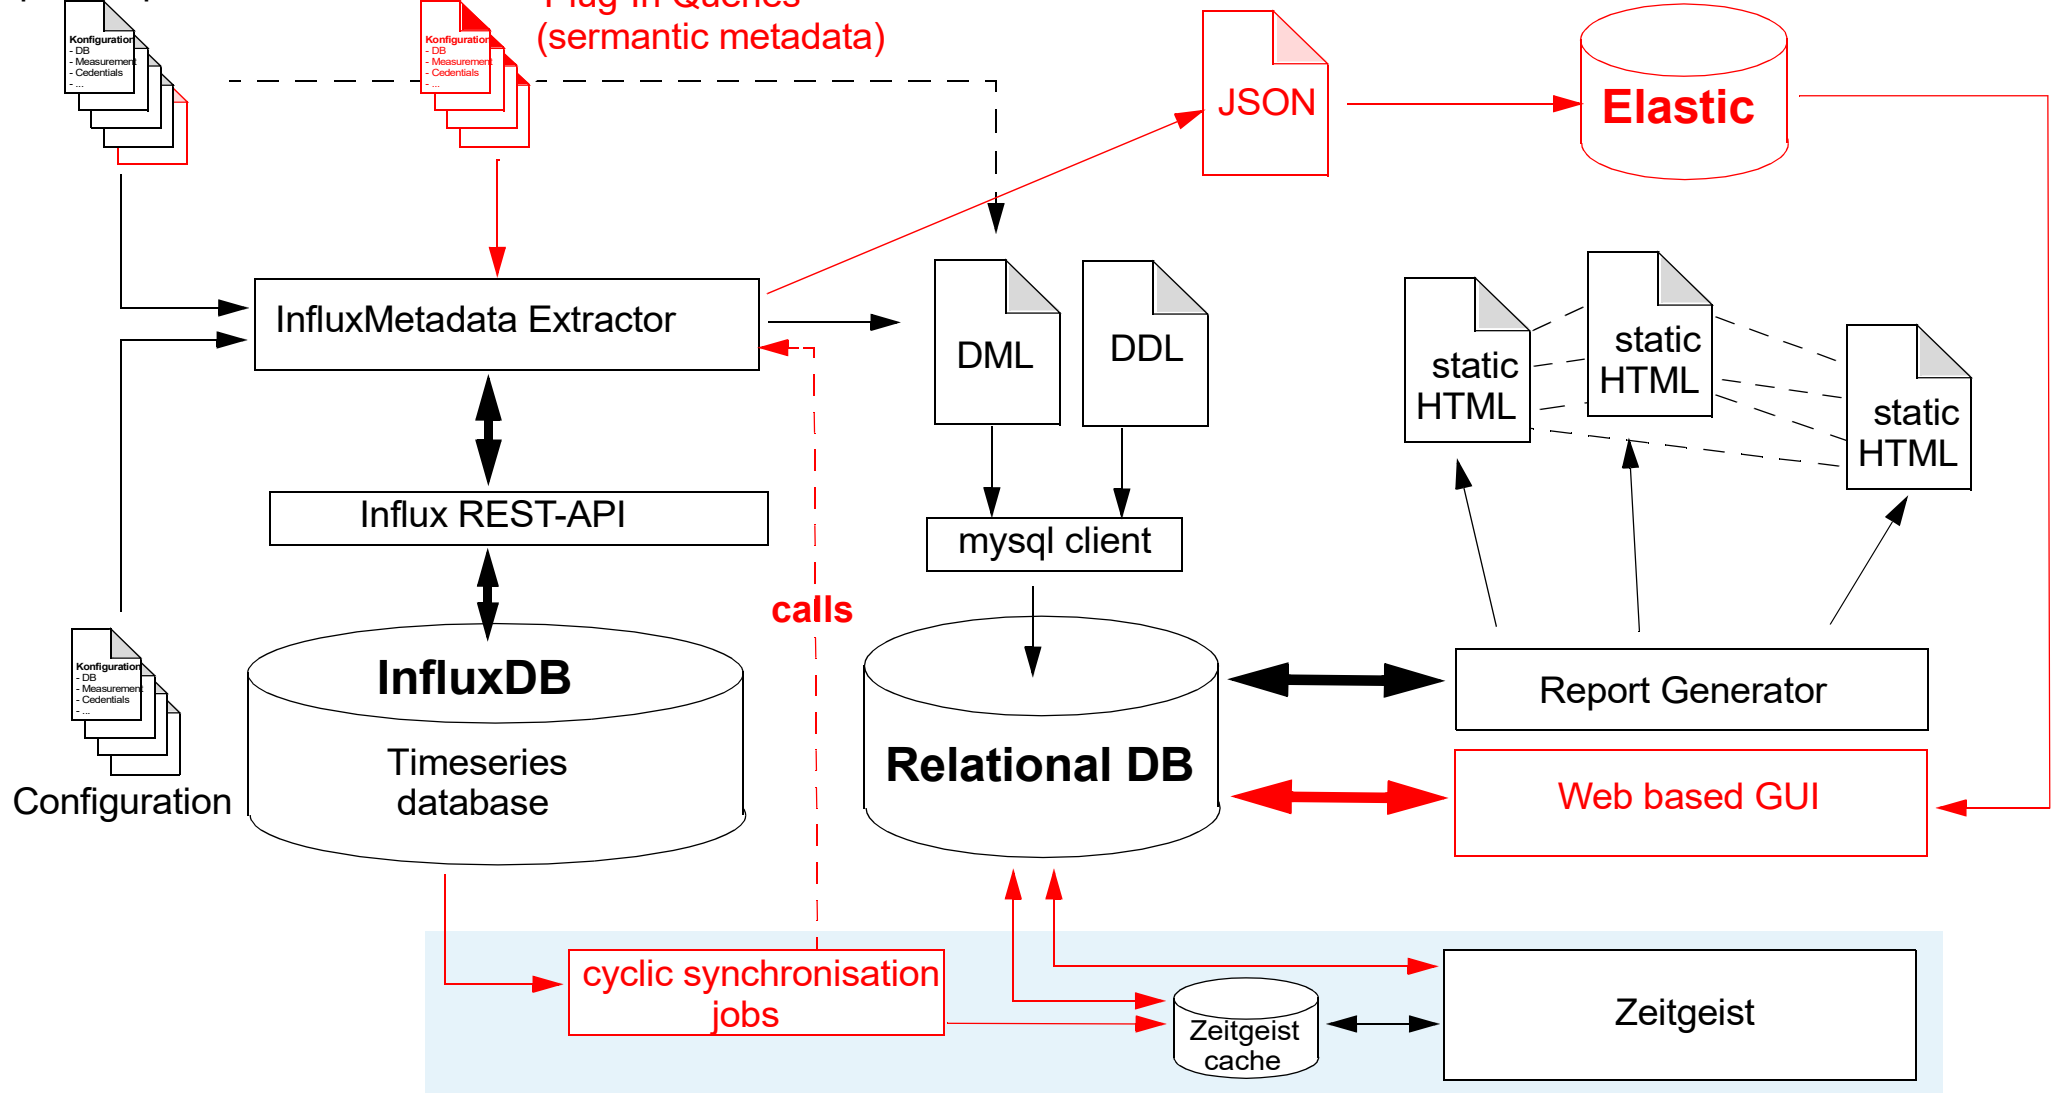 Plug-In Queries
(sermantic metadata)
Konfiguration
- DB
- Measurement
- Cedentials
- ...
Konfiguration
- DB
- Measurement
- Cedentials
- ...
JSON
Elastic
InfluxMetadata Extractor
DML
DDL
static
HTML
static
HTML
static
HTML
Influx REST-API
mysql client
calls
Konfiguration
- DB
- Measurement
- Cedentials
- ...
Configuration
InfluxDB
Timeseries
database
Relational DB
Report Generator
Web based GUI
cyclic synchronisation
jobs
Zeitgeist
cache
Zeitgeist